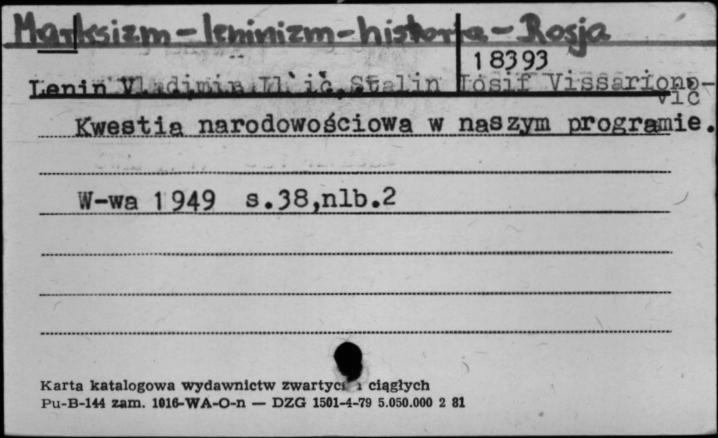 Marksizm-leninizm-historia-Rosja
18393
Lenin Vladimir Il'ič, Stalin Iosif Vissariono-
vič
Kwestia narodowościowa w naszym programie.
W-wa 1949 s.38,nlb.2
Karta katalogowa wydawnictw zwartych i ciągłych
Pu-B-144 zam. 1016-WA-O-n — DZG 1501-4-79 5.050.000 2 81